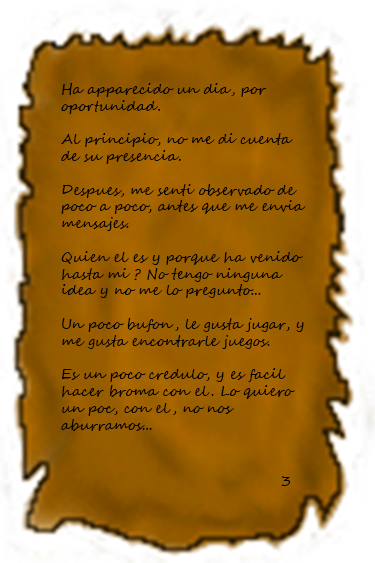 Ha apparecido un dia, por
oportunidad.
Al principio, no me di cuenta
de su presencia.
Despues, me senti observado de
poco a poco, antes que me envia
mensajes.
Quien el es y porque ha venido
hasta mi ? No tengo ninguna
idea y no me lo pregunto...
Un poco bufon, le gusta jugar, y
me gusta encontrarle juegos.
Es un poco credulo, y es facil
hacer broma con el. Lo quiero
un poc, con el, no nos
aburramos...
3